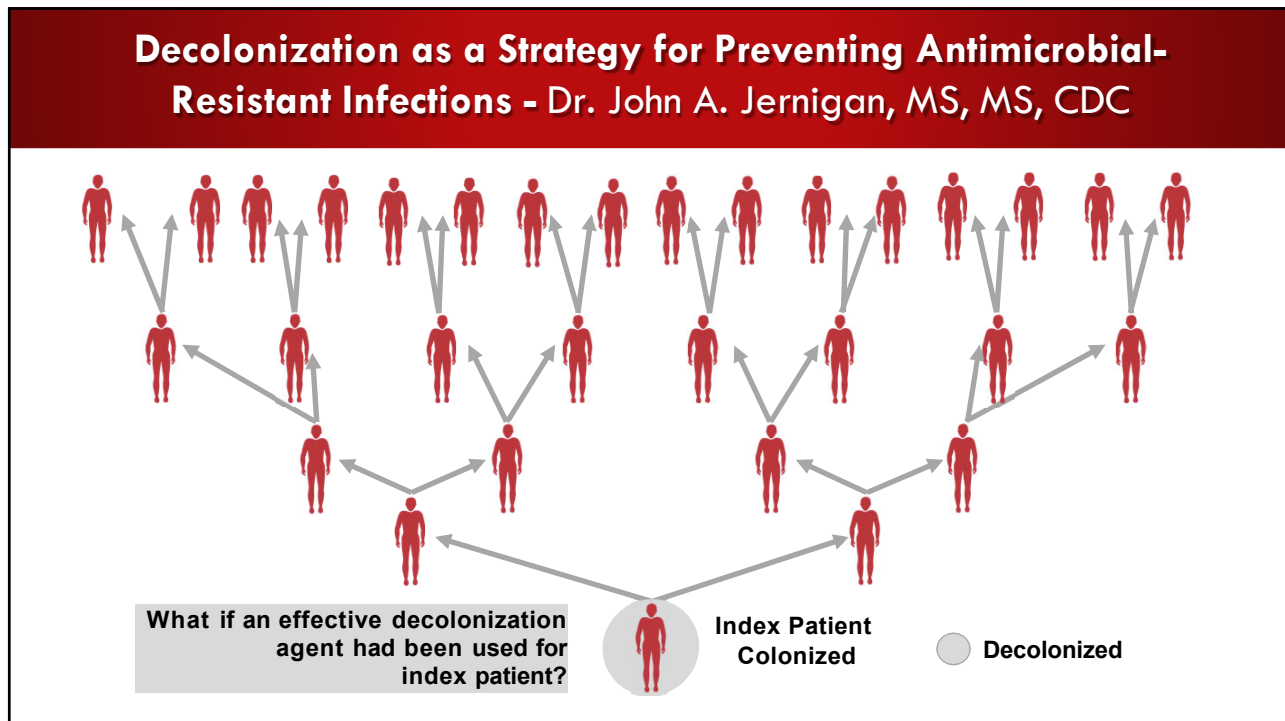 Decolonization as a Strategy for Preventing Antimicrobial-
Resistant Infections - Dr. John A. Jernigan, MS, MS, CDC
What if an effective decolonization
agent had been used for
index patient?
Index Patient
Colonized
Decolonized